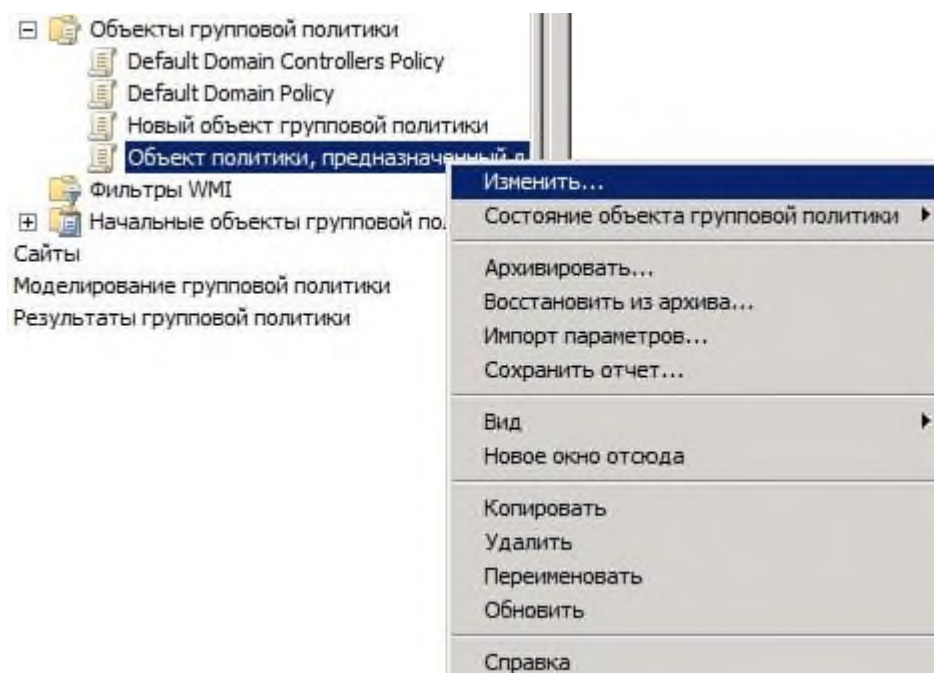 Объекты групповой политики
Default Domain Controllers Policy
Default Domain Policy
Новый объект групповой политики
Объект политики, предназначенный
Фильтры WMI
Начальные объекты групповой по
Сайты
Моделирование групповой политики
Результаты групповой политики
Изменить...
Состояние объекта групповой политики
Архивировать...
Восстановить из архива...
Импорт параметров...
Сохранить отчет...
Вид
Новое окно отсюда
Копировать
Удалить
Переименовать
Обновить
Справка